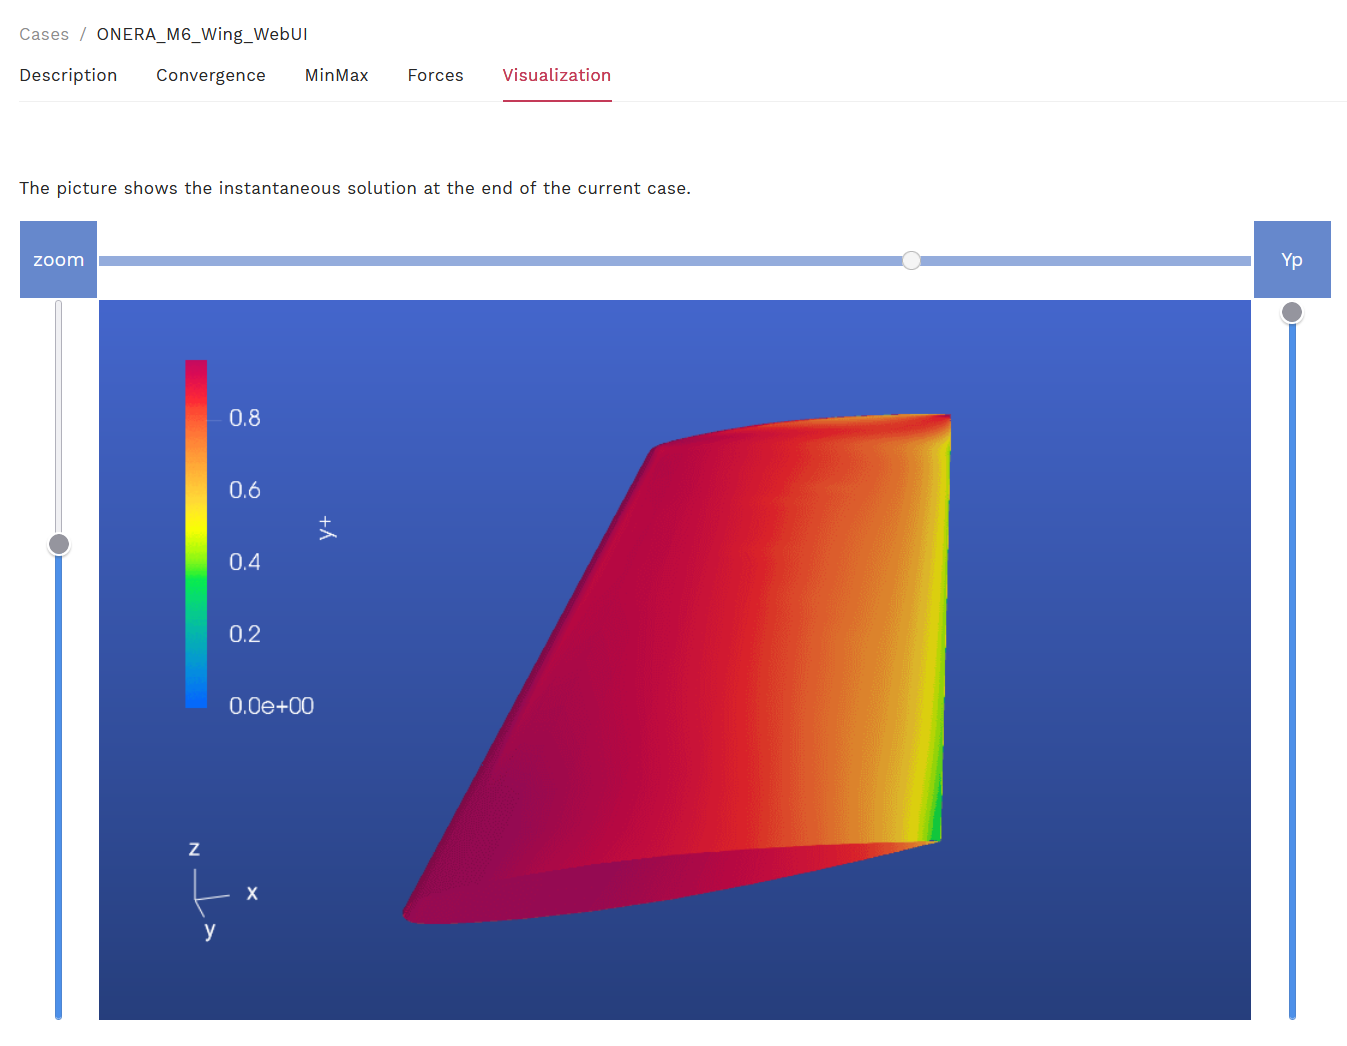 Cases / ONERA_M6_Wing_WebUI
Description Convergence MinMax Forces Visualization
The picture shows the instantaneous solution at the end of the current case.
zoom
Yp
0.8
0.6
y+
0.4
0.2
0.0e+00
z
x
y